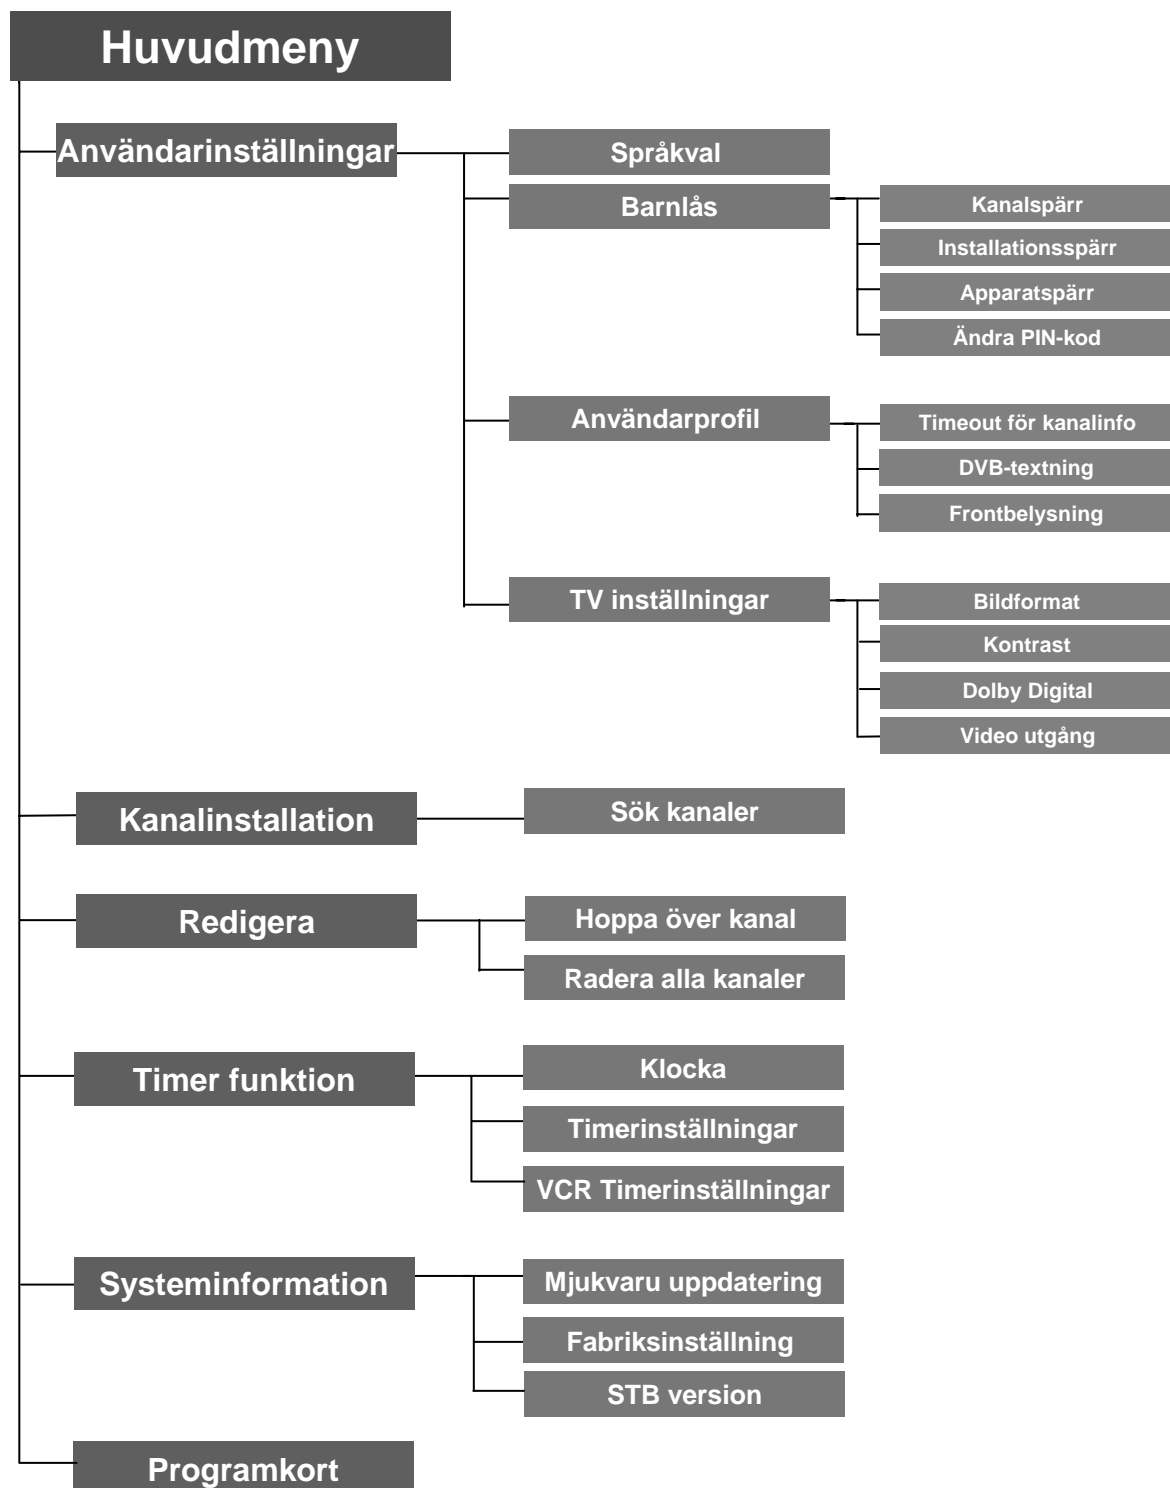 Huvudmeny
Användarinställningar
Språkval
Barnlås
Kanalspärr
Installationsspärr
Apparatspärr
Ändra PIN-kod
Användarprofil
Timeout för kanalinfo
DVB-textning
Frontbelysning
TV inställningar
Bildformat
Kontrast
Dolby Digital
Video utgång
Kanalinstallation
Sök kanaler
Redigera
Hoppa över kanal
Radera alla kanaler
Timer funktion
Klocka
Timerinställningar
VCR Timerinställningar
Systeminformation
Mjukvaru uppdatering
Fabriksinställning
STB version
Programkort